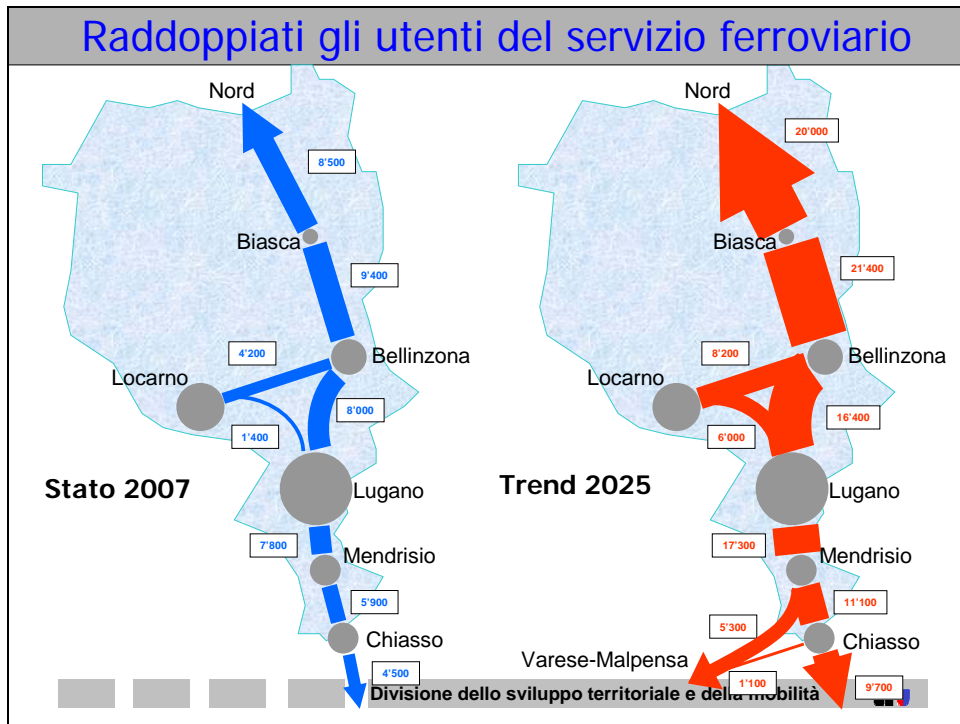 Raddoppiati gli utenti del servizio ferroviario
Nord
8'500
Biasca
9'400
4'200
Bellinzona
Locarno
8'000
1'400
Stato 2007
Lugano
7'800
Mendrisio
5'900
Chiasso
4'500
Nord
20'000
Biasca
21'400
8'200
Bellinzona
Locarno
16'400
6'000
Trend 2025
Lugano
17'300
Mendrisio
11'100
5'300
Chiasso
Varese-Malpensa
1'100
9'700
Divisione dello sviluppo territoriale e della mobilità